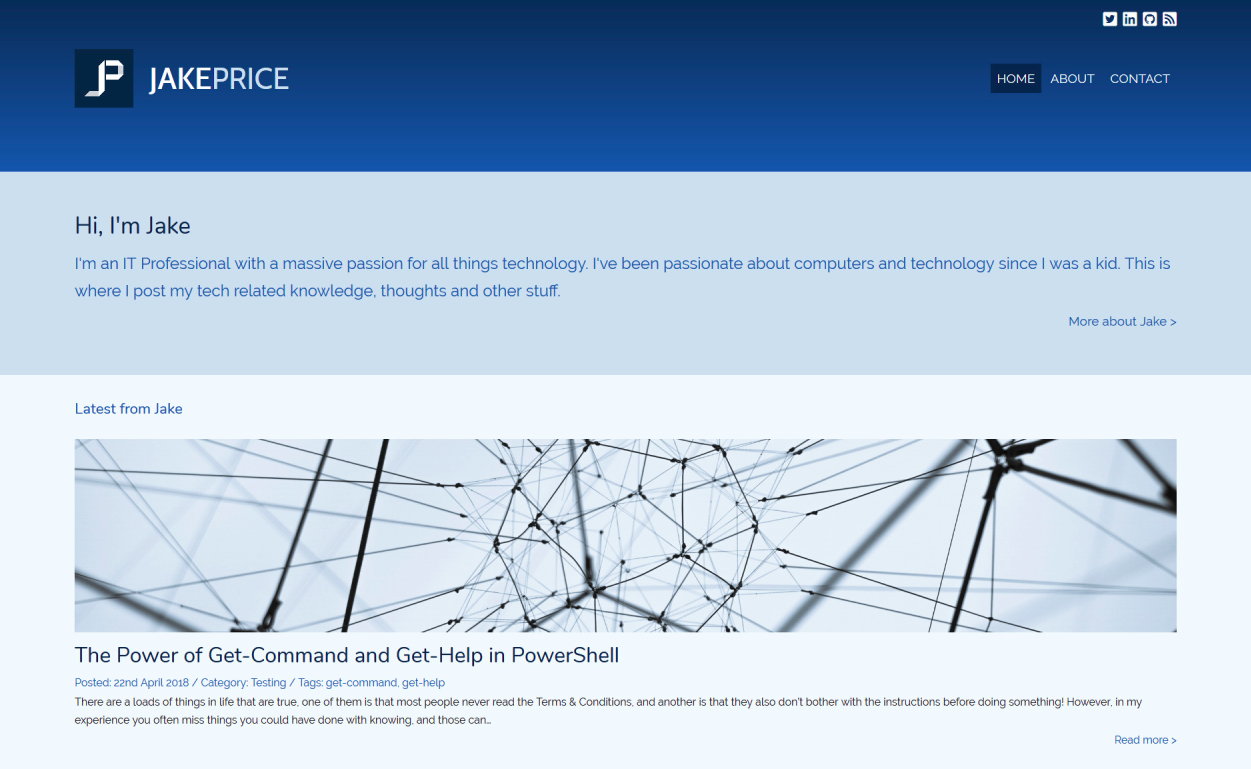 JAKEPRICE
HOME ABOUT CONTACT
Hi, I'm Jake
I'm an IT Professional with a massive passion for all things technology. I've been passionate about computers and technology since I was a kid. This is
where I post my tech related knowledge, thoughts and other stuff.
More about Jake >
Latest from Jake
The Power of Get-Command and Get-Help in PowerShell
Posted: 22nd April 2018 / Category: Testing / Tags: get-command, get-help
There are a loads of things in life that are true, one of them is that most people never read the Terms & Conditions, and another is that they also don't bother with the instructions before doing something! However, in my
experience you often miss things you could have done with knowing, and those can...
Read more >